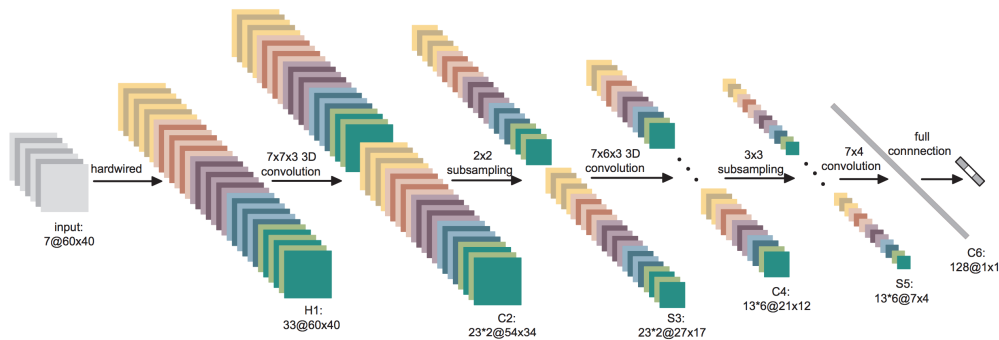 input:
7@60x40
hardwired
H1:
33@60x40
7x7x3 3D
convolution
C2:
23*2@54x34
2x2
subsampling
S3:
23*2@27x17
7x6x3 3D
convolution
C4:
13*6@21x12
3x3
subsampling
S5:
13*6@7x4
7x4
convolution
C6:
128@1x1
full
connnection